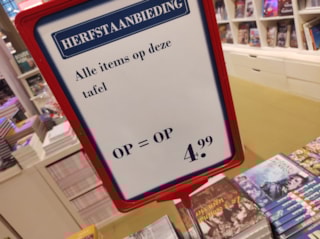 HERFSTAANBIEDING
Alle items op deze
tafel
OP = OP
4.99